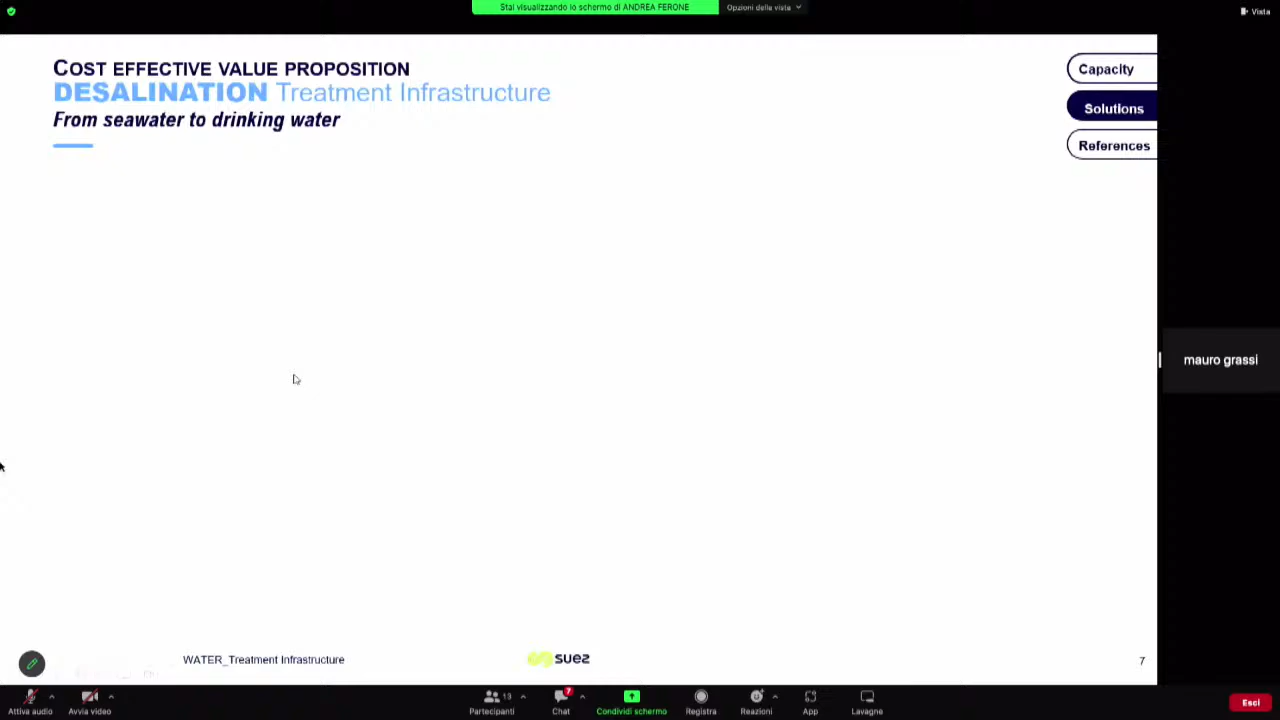 Stai visualizzando lo schermo di ANDREA FERONE
Opzioni della vista
Vista
COST EFFECTIVE VALUE PROPOSITION
DESALINATION Treatment Infrastructure
From seawater to drinking water
Capacity
Solutions
References
mauro grassi
WATER_Treatment Infrastructure
suez
7
Attiva audio
Avvia video
Partecipanti
13
Chat
7
Condividi schermo
Registra
Reazioni
App
Lavagne
Esci